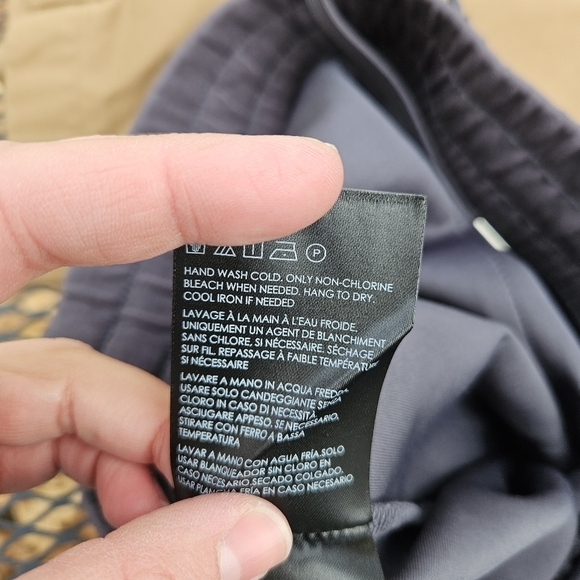 P
HAND WASH COLD. ONLY NON-CHLORINE
BLEACH WHEN NEEDED. HANG TO DRY.
COOL IRON IF NEEDED
LAVAGE À LA MAIN À L'EAU FROIDE.
UNIQUEMENT UN AGENT DE BLANCHIMENT
SANS CHLORE, SI NÉCESSAIRE. SÉCHAGE
SUR FIL. REPASSAGE À FAIBLE TEMPÉRATURE
SI NÉCESSAIRE
LAVARE A MANO IN ACQUA FREDDA
USARE SOLO CANDEGGIANTE SENZA
CLORO IN CASO DI NECESSITÀ.
ASCIUGARE APPESO. SE NECESSARIO,
STIRARE CON FERRO A BASSA
TEMPERATURA
LAVAR A MANO CON AGUA FRÍA SOLO
USAR BLANQUEADOR SIN CLORO EN
CASO NECESARIO SECADO COLGADO.
USAR PLANCHA FRÍA EN CASO NECESARIO